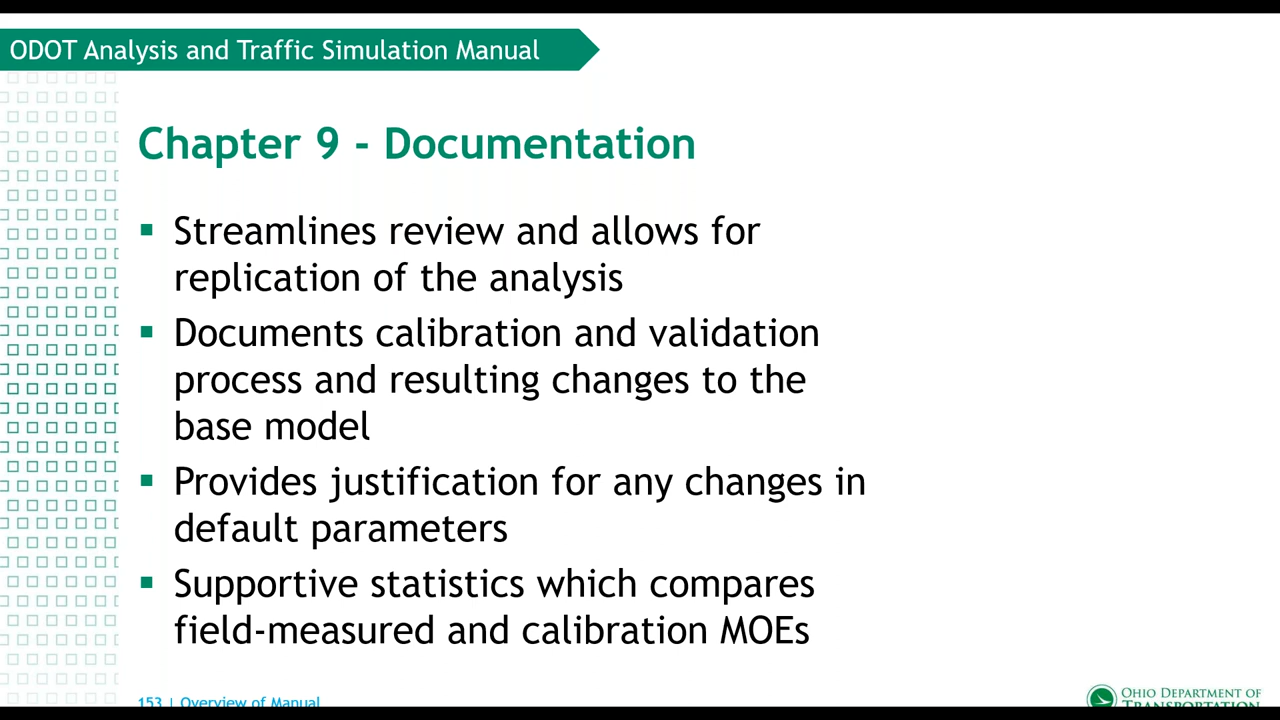 ODOT Analysis and Traffic Simulation Manual
Chapter 9 - Documentation
Streamlines review and allows for
replication of the analysis
Documents calibration and validation
process and resulting changes to the
base model
Provides justification for any changes in
default parameters
Supportive statistics which compares
field-measured and calibration MOEs
153 | Overview of Manual
OHIO DEPARTMENT OF
TRANSPORTATION